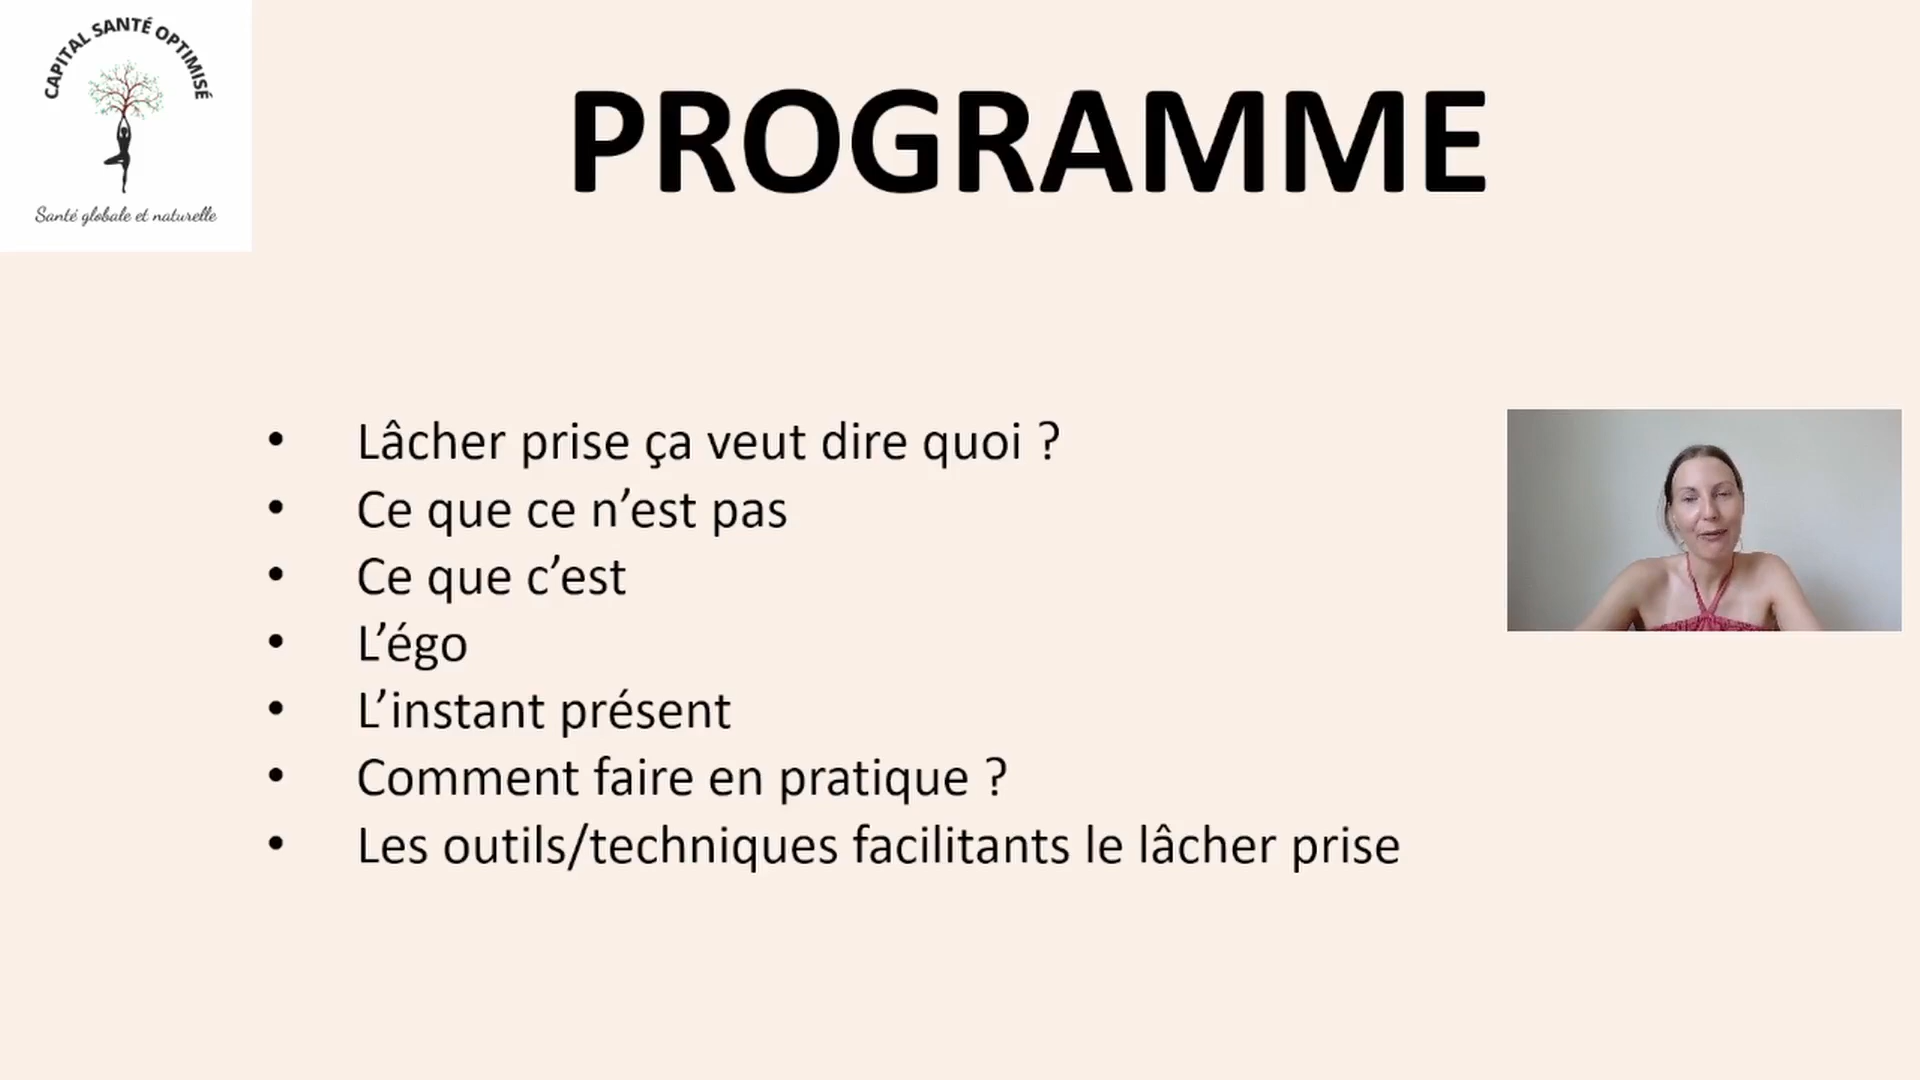 CAPITAL SANTÉ OPTIMISÉ
Santé globale et naturelle
PROGRAMME
• Lâcher prise ça veut dire quoi ?
• Ce que ce n’est pas
• Ce que c’est
• L’égo
• L’instant présent
• Comment faire en pratique ?
• Les outils/techniques facilitants le lâcher prise